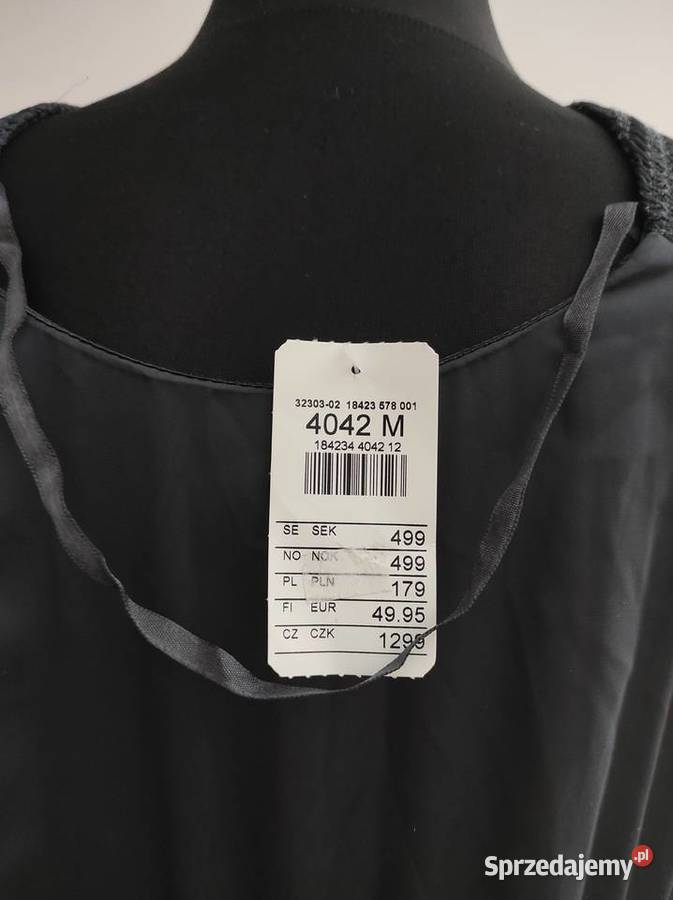 32303-02 18423 578 001
4042 M
184234 4042 12
SE SEK 499
NO NOK 499
PL PLN 179
FI EUR 49.95
CZ CZK 1299
Sprzedajemy.pl